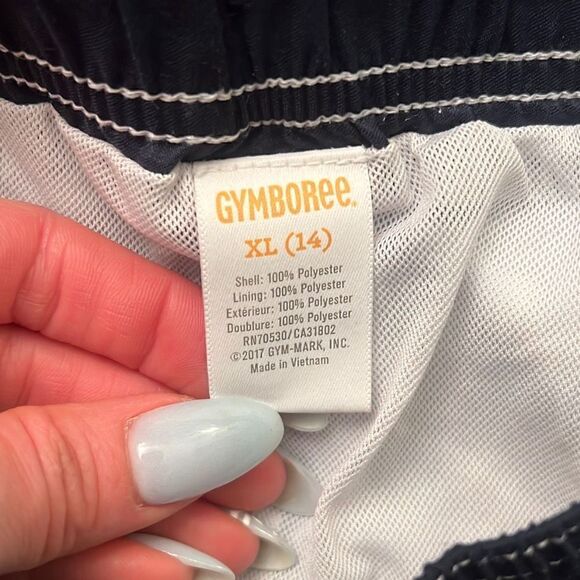 GYMBOREE.
XL (14)
Shell: 100% Polyester
Lining: 100% Polyester
Extérieur: 100% Polyester
Doublure: 100% Polyester
RN70530/CA31802
©2017 GYM-MARK, INC.
Made in Vietnam